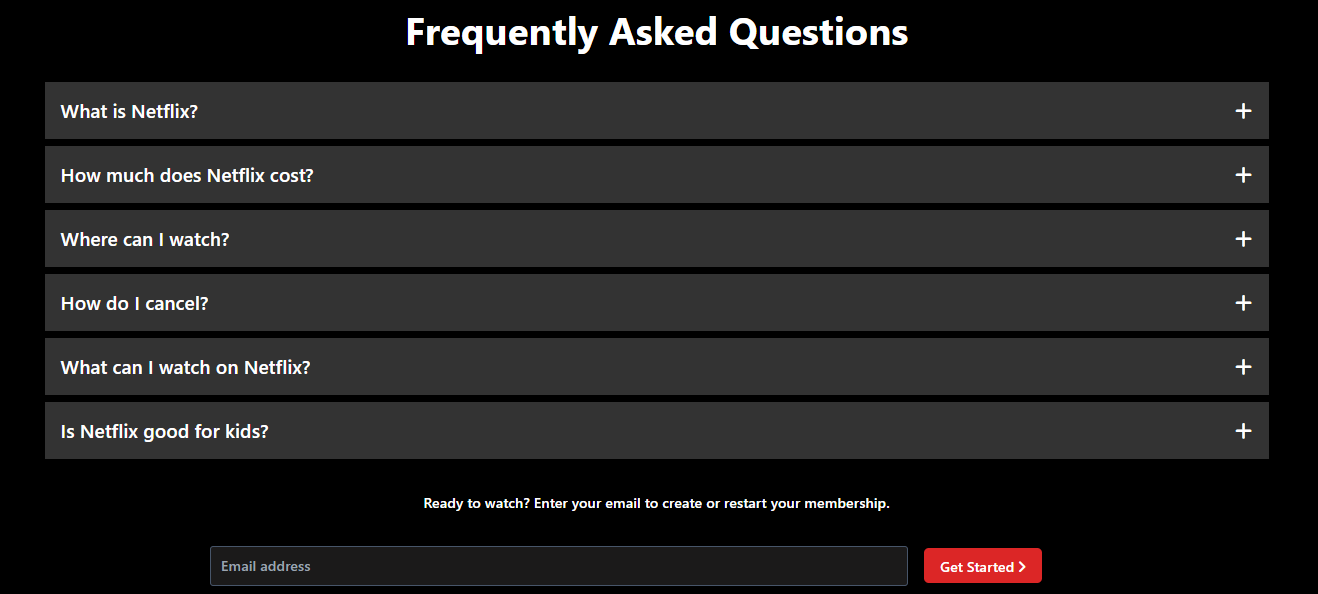 Frequently Asked Questions
What is Netflix?
How much does Netflix cost?
Where can I watch?
How do I cancel?
What can I watch on Netflix?
Is Netflix good for kids?
Ready to watch? Enter your email to create or restart your membership.
Email address
Get Started